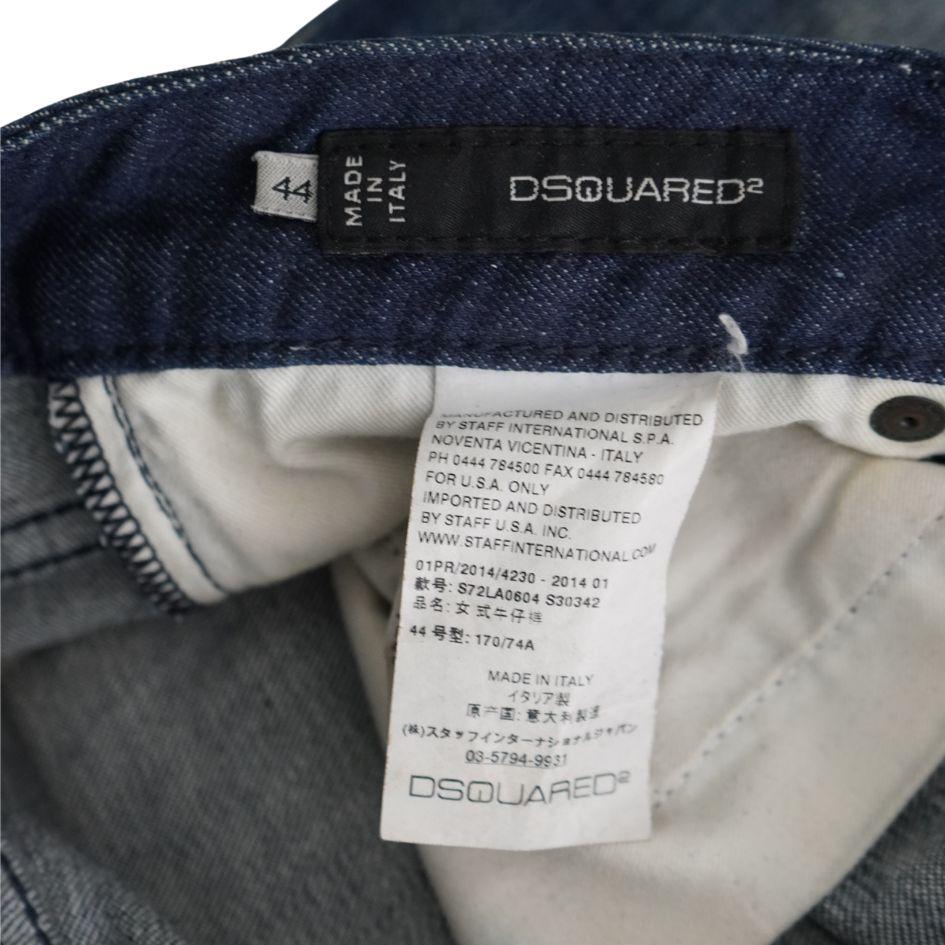 44
MADE
IN
ITALY
DSQUARED²
MANUFACTURED AND DISTRIBUTED
BY STAFF INTERNATIONAL S.P.A.
NOVENTA VICENTINA - ITALY
PH 0444 784500 FAX 0444 784580
FOR U.S.A. ONLY
IMPORTED AND DISTRIBUTED
BY STAFF U.S.A. INC.
WWW.STAFFINTERNATIONAL.COM
01PR/2014/4230 - 2014 01
款号: S72LA0604 S30342
品名: 女式牛仔裤
44 号型: 170/74A
MADE IN ITALY
イタリア製
原产国: 意大利製造
(株)スタッフインターナショナルジャパン
03-5794-9931
DSQUARED²